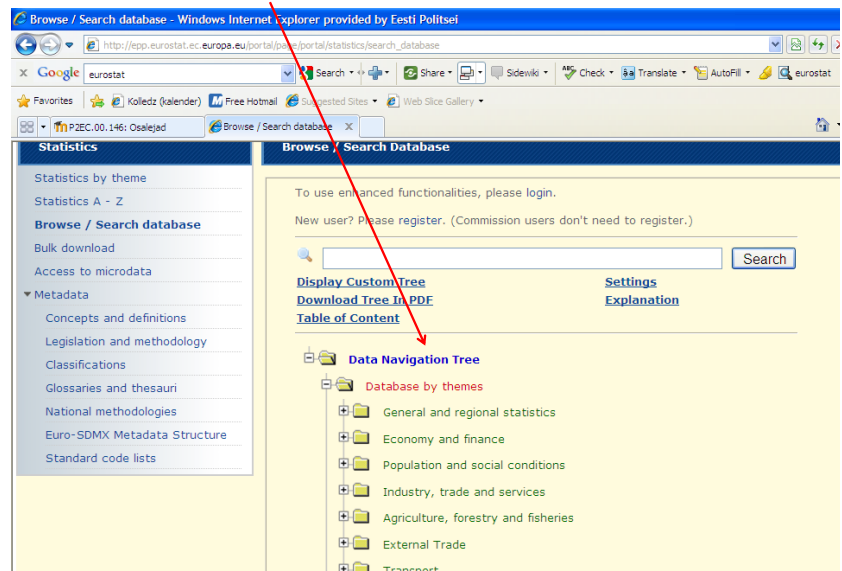 Browse / Search database - Windows Internet Explorer provided by Eesti Politsei
http://epp.eurostat.ec.europa.eu/portal/page/portal/statistics/search_database
x Google eurostat Search Share Sidewiki Check Translate AutoFill eurostat
Favorites Kolledz (kalender) Free Hotmail Suggested Sites Web Slice Gallery
P2EC.00.146: Osalejad Browse / Search database X
Statistics
Statistics by theme
Statistics A - Z
Browse / Search database
Bulk download
Access to microdata
Metadata
Concepts and definitions
Legislation and methodology
Classifications
Glossaries and thesauri
National methodologies
Euro-SDMX Metadata Structure
Standard code lists
Browse / Search Database
To use enhanced functionalities, please login.
New user? Please register. (Commission users don't need to register.)
Search
Display Custom Tree Settings
Download Tree In PDF Explanation
Table of Content
Data Navigation Tree
Database by themes
General and regional statistics
Economy and finance
Population and social conditions
Industry, trade and services
Agriculture, forestry and fisheries
External Trade
Transport